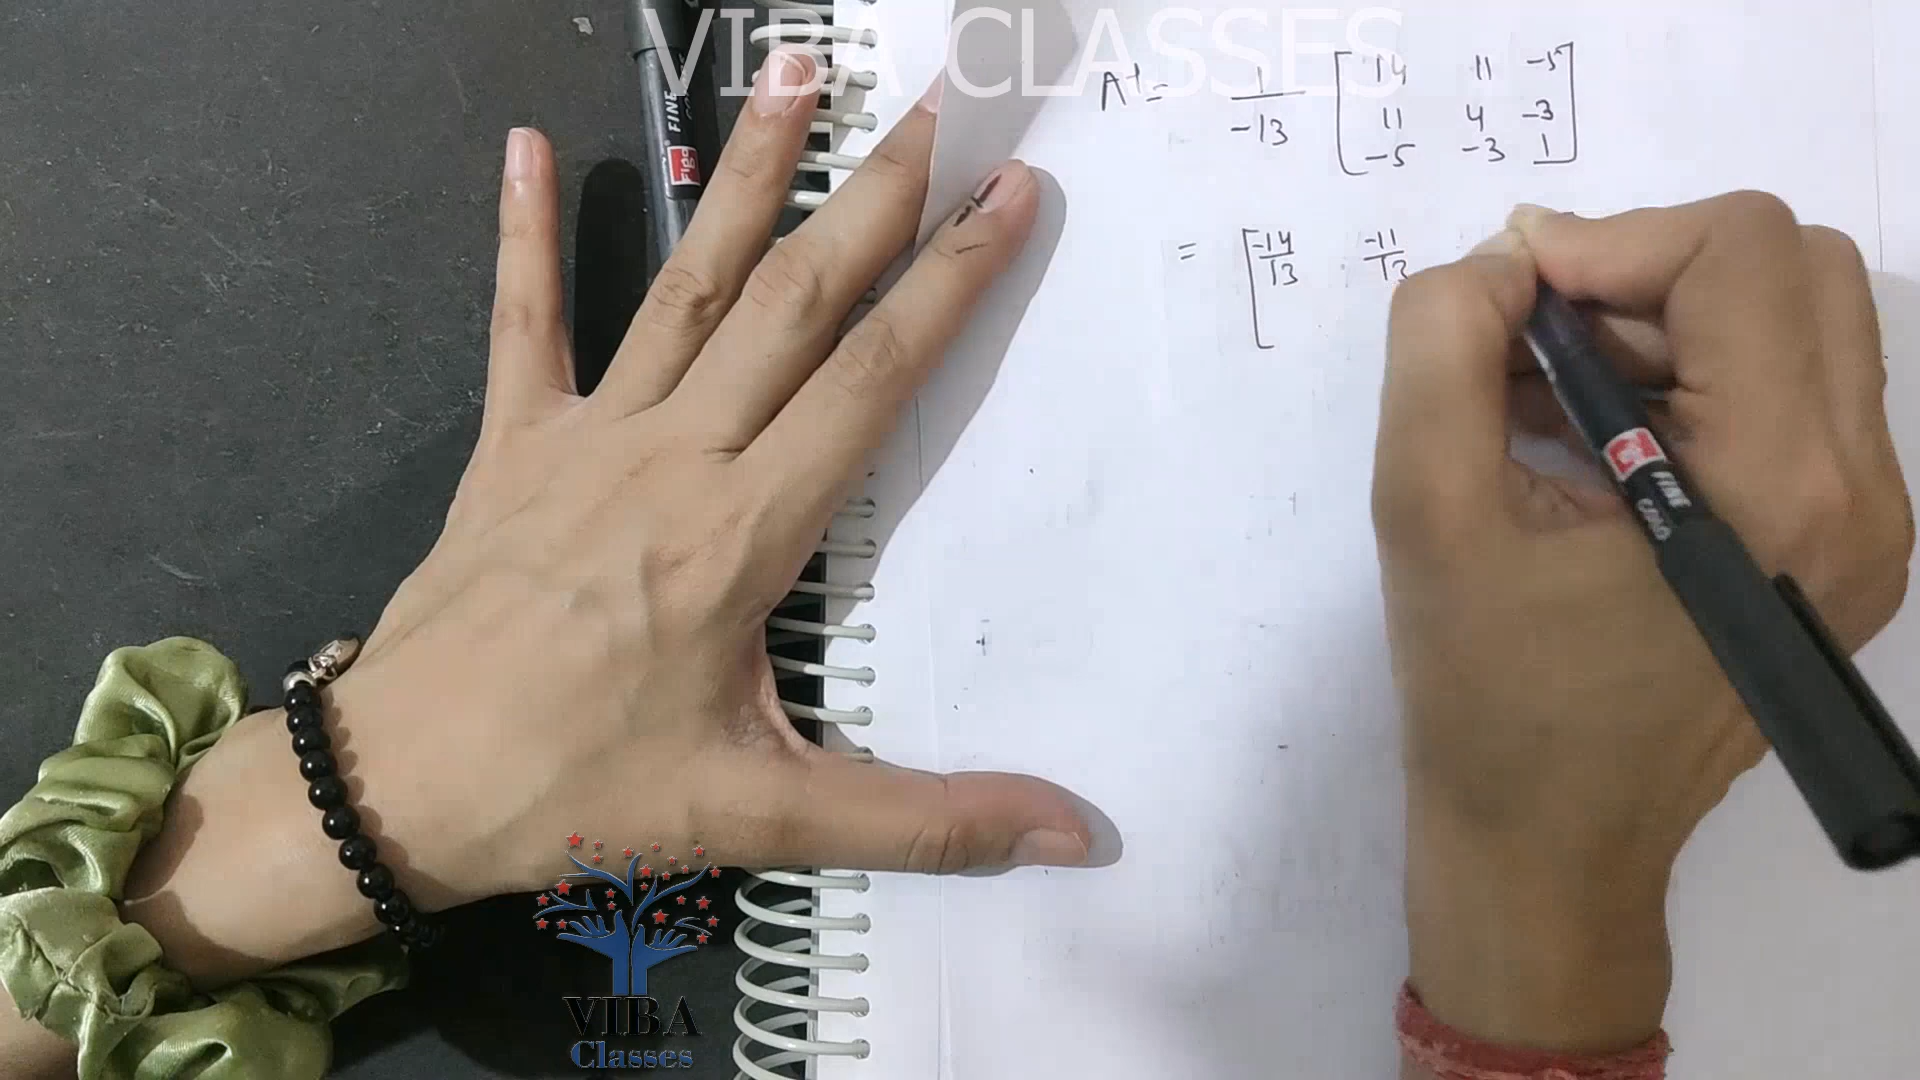 VIBA CLASSES
A⁻¹ = 1/-13 [14 11 -5
11 4 -3
-5 -3 1]
= [-14/13 -11/13
FINE
Figo
FINE
VIBA
Classes